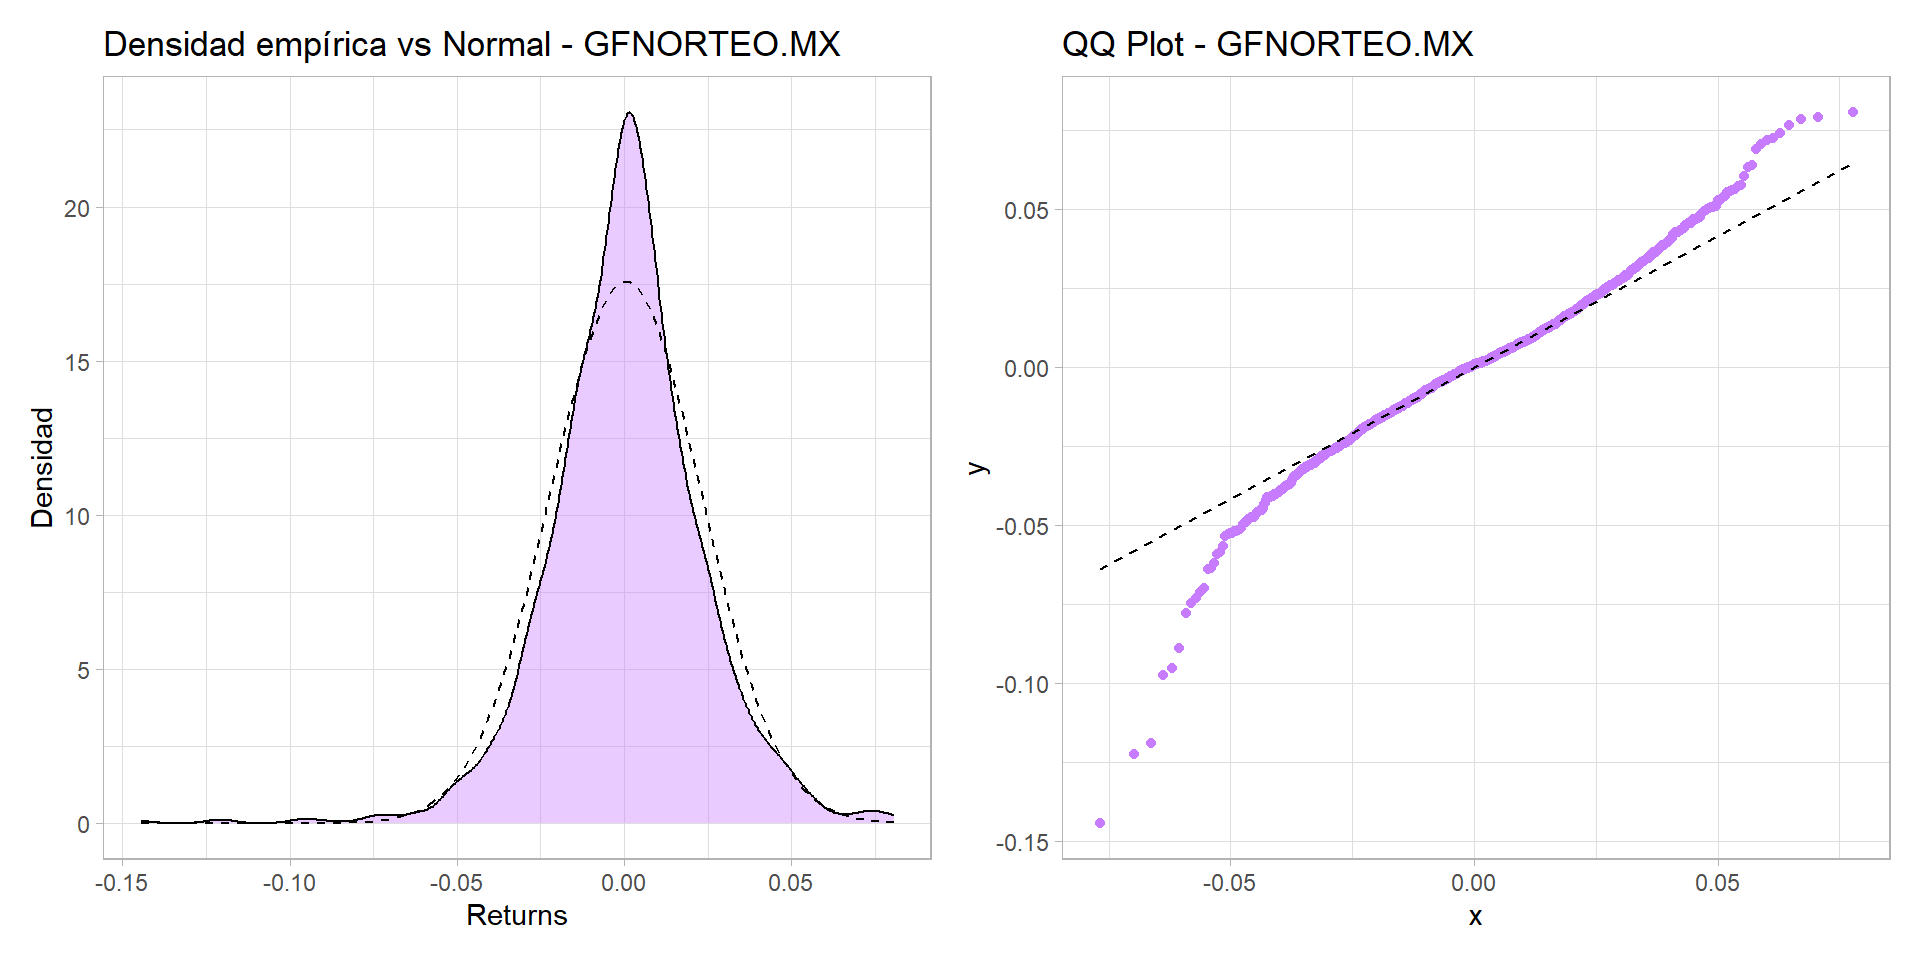 Densidad empírica vs Normal - GFNORTEO.MX
Densidad
20
15
10
5
0
-0.15 -0.10 -0.05 0.00 0.05
Returns
QQ Plot - GFNORTEO.MX
y
0.05
0.00
-0.05
-0.10
-0.15
-0.05 0.00 0.05
x